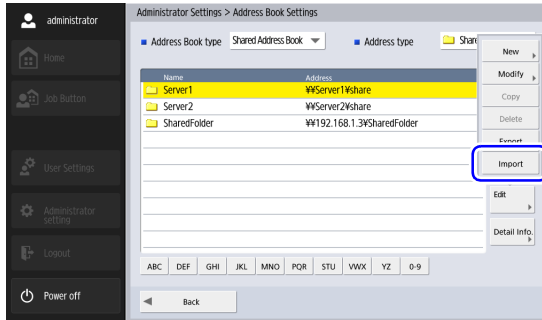 administrator
Home
Job Button
User Settings
Administrator
setting
Logout
Power off
Administrator Settings > Address Book Settings
Address Book type
Shared Address Book
Address type
Share
Name
Address
Server1
¥¥Server1¥share
Server2
¥¥Server2¥share
SharedFolder
¥¥192.168.1.3¥SharedFolder
New
Modify
Copy
Delete
Export
Import
Edit
Detail Info.
ABC DEF GHI JKL MNO PQR STU VWX YZ 0-9
Back